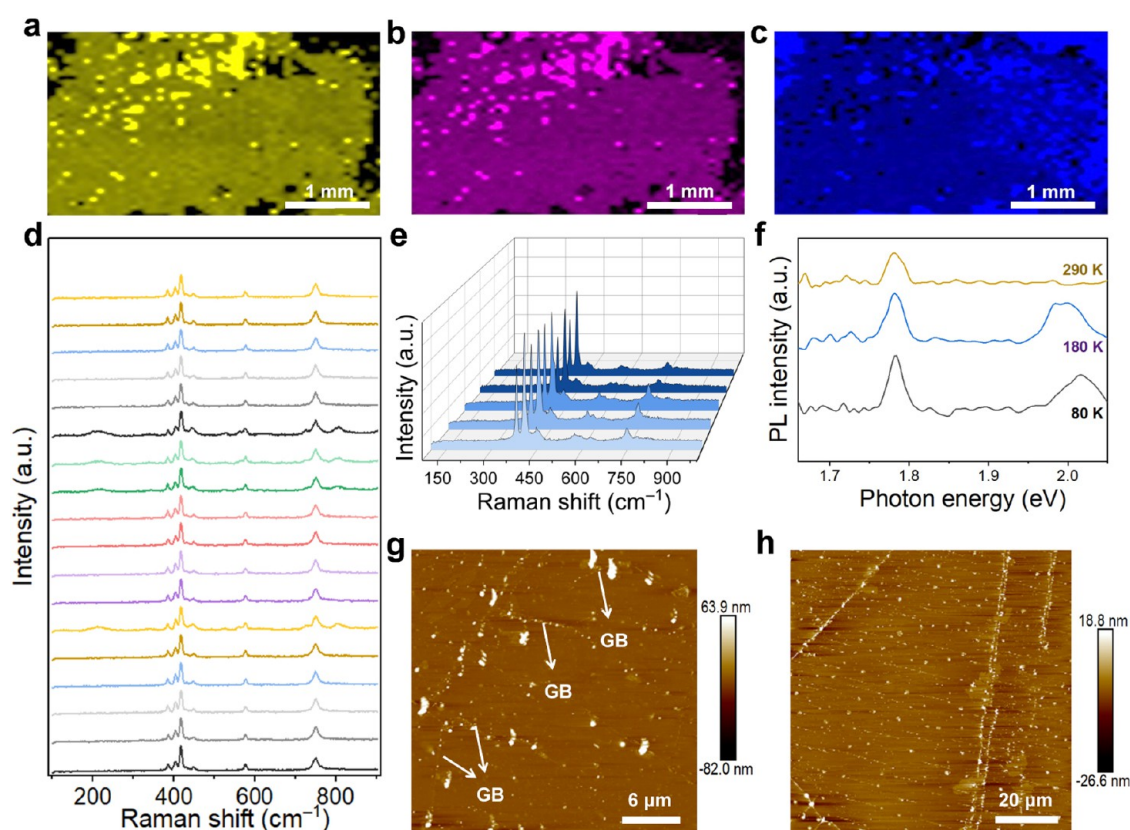 a
b
c
1 mm
1 mm
1 mm
d
Intensity (a.u.)
200
400
600
800
Raman shift (cm⁻¹)
e
Intensity (a.u.)
150
300
450
600
750
900
Raman shift (cm⁻¹)
f
PL intensity (a.u.)
290 K
180 K
80 K
1.7
1.8
1.9
2.0
Photon energy (eV)
g
GB
GB
GB
6 µm
63.9 nm
-82.0 nm
h
20 µm
18.8 nm
-26.6 nm